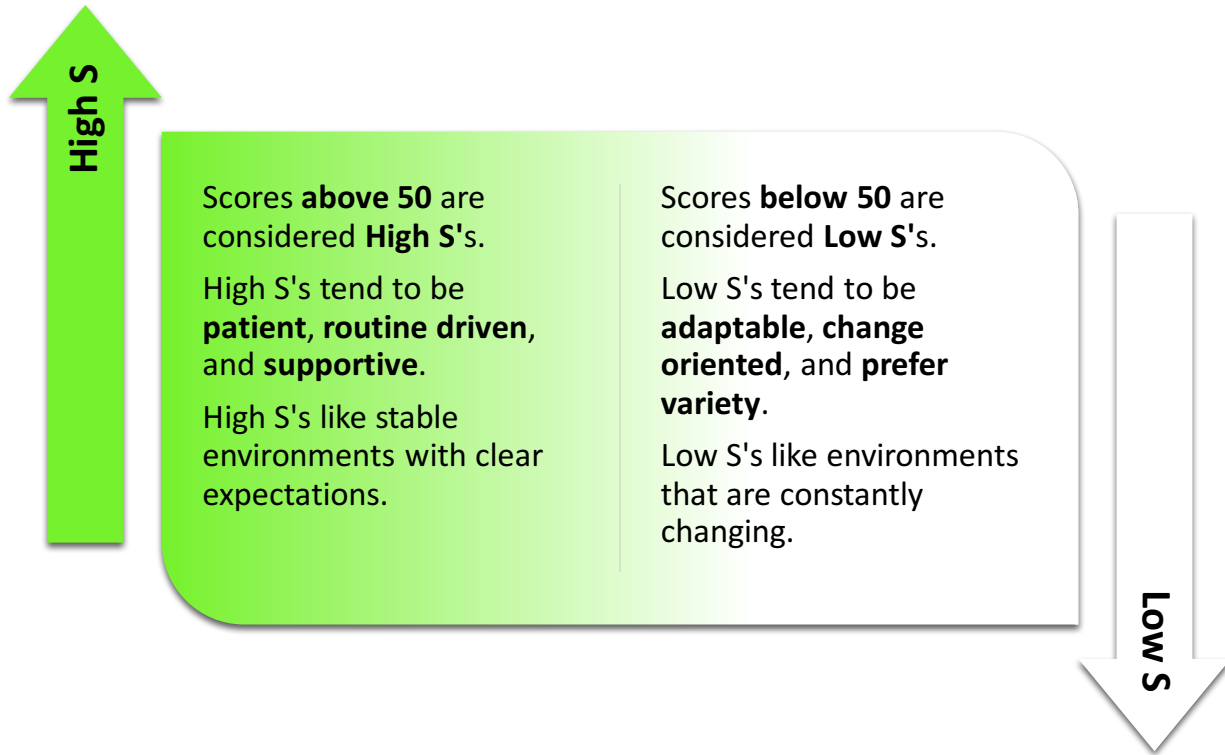 High S
Scores above 50 are
considered High S's.
High S's tend to be
patient, routine driven,
and supportive.
High S's like stable
environments with clear
expectations.
Scores below 50 are
considered Low S's.
Low S's tend to be
adaptable, change
oriented, and prefer
variety.
Low S's like environments
that are constantly
changing.
Low S